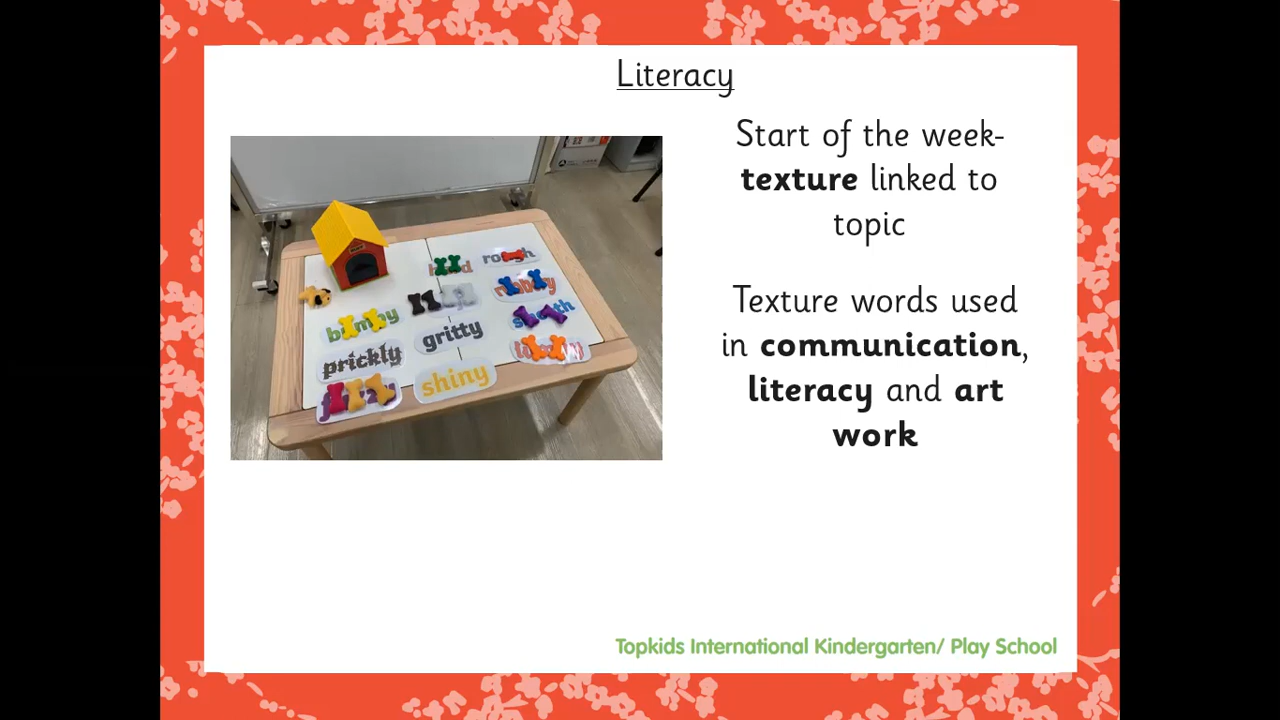 Literacy
Start of the week-
texture linked to
topic
Texture words used
in communication,
literacy and art
work
rough
bumpy
smooth
gritty
prickly
shiny
Topkids International Kindergarten/ Play School